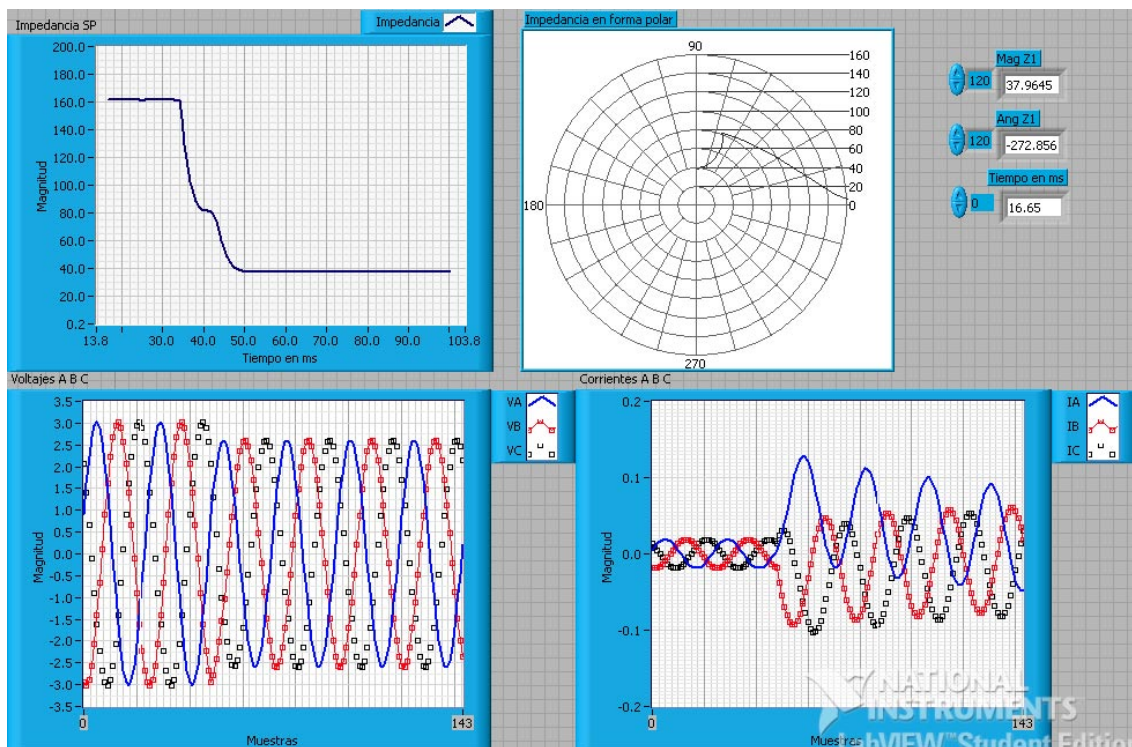 Impedancia SP
Impedancia
200.0
180.0
160.0
140.0
120.0
100.0
80.0
60.0
40.0
20.0
0.2
Magnitud
13.8 30.0 40.0 50.0 60.0 70.0 80.0 90.0 103.8
Tiempo en ms
Impedancia en forma polar
90
180
270
160
140
120
100
80
60
40
20
0
Mag Z1
120 37.9645
Ang Z1
120 -272.856
Tiempo en ms
0 16.65
Voltajes A B C
VA
VB
VC
3.5
3.0
2.5
2.0
1.5
1.0
0.5
0.0
-0.5
-1.0
-1.5
-2.0
-2.5
-3.0
-3.5
Magnitud
0 143
Muestras
Corrientes A B C
IA
IB
IC
0.2
0.1
0.0
-0.1
-0.2
Magnitud
0 143
Muestras
NATIONAL
INSTRUMENTS
LabVIEW™ Student Edition